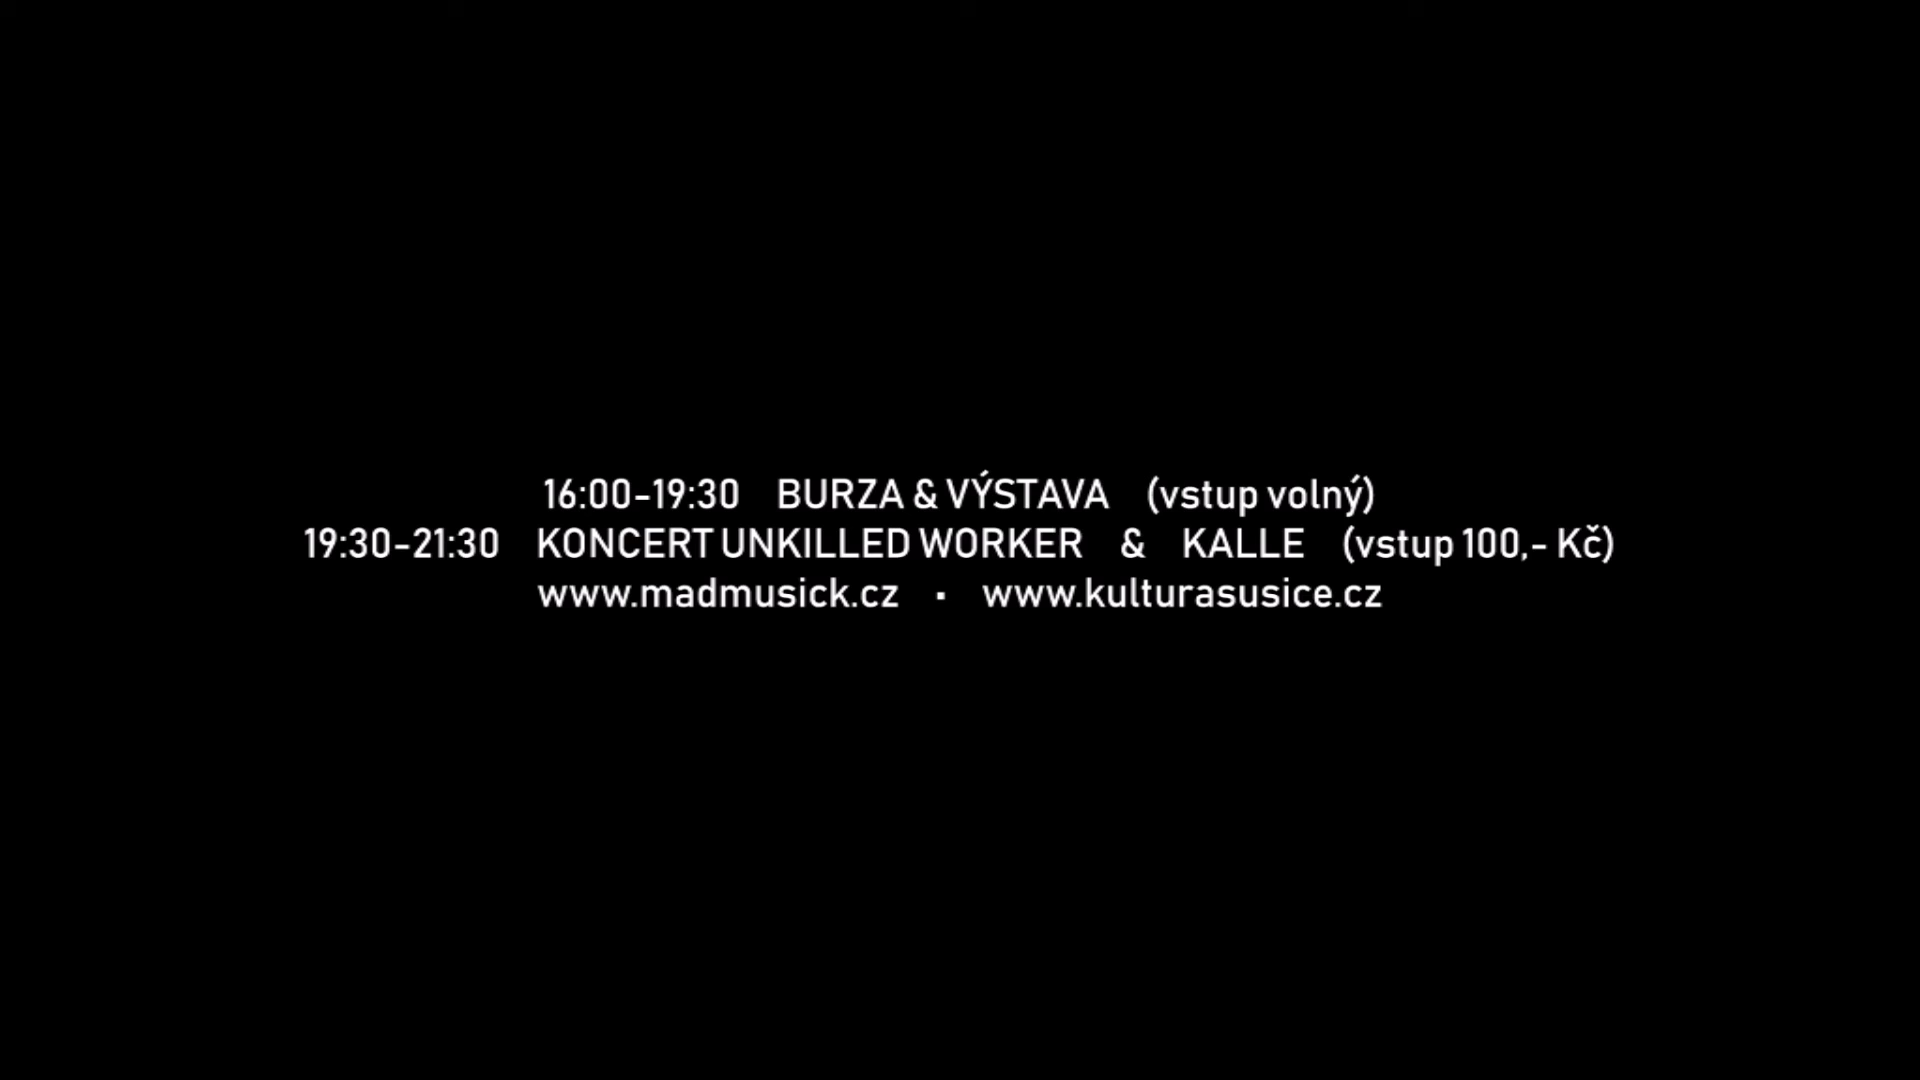 16:00-19:30 BURZA & VÝSTAVA (vstup volný)
19:30-21:30 KONCERT UNKILLED WORKER & KALLE (vstup 100,- Kč)
www.madmusick.cz ▪ www.kulturasusice.cz